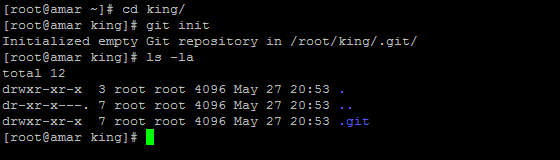 [root@amar ~]# cd king/
[root@amar king]# git init
Initialized empty Git repository in /root/king/.git/
[root@amar king]# ls -la
total 12
drwxr-xr-x  3 root root 4096 May 27 20:53 .
dr-xr-x---. 7 root root 4096 May 27 20:53 ..
drwxr-xr-x  7 root root 4096 May 27 20:53 .git
[root@amar king]#